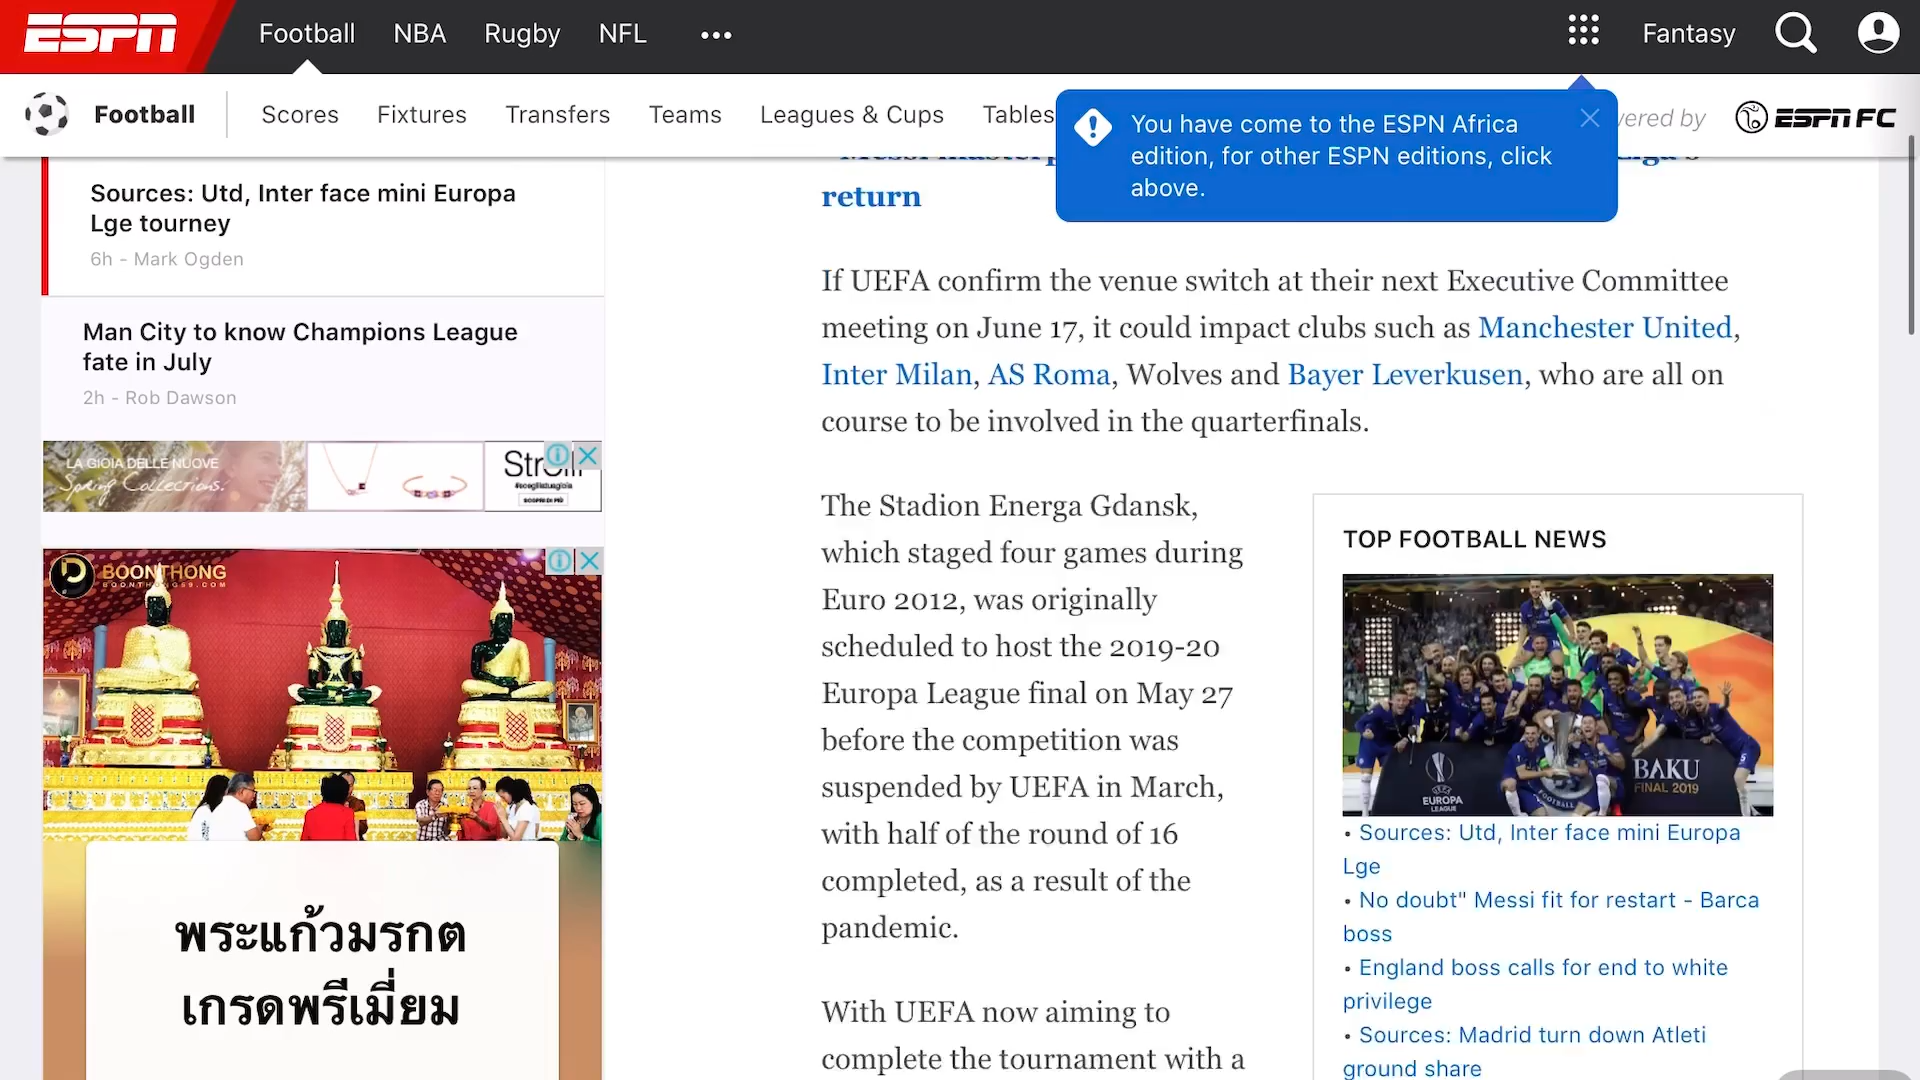 ESPN
Football
NBA
Rugby
NFL
Fantasy
Football
Scores
Fixtures
Transfers
Teams
Leagues & Cups
Tables
ESPN FC
You have come to the ESPN Africa
edition, for other ESPN editions, click
above.
Sources: Utd, Inter face mini Europa
Lge tourney
6h - Mark Ogden
Man City to know Champions League
fate in July
2h - Rob Dawson
LA GIOIA DELLE NUOVE
Spring Collections.
#sceglilatuagioia
SCOPRI DI PIÙ
BOONTHONG
BOONTHONG59.COM
พระแก้วมรกต
เกรดพรีเมี่ยม
return
If UEFA confirm the venue switch at their next Executive Committee
meeting on June 17, it could impact clubs such as Manchester United,
Inter Milan, AS Roma, Wolves and Bayer Leverkusen, who are all on
course to be involved in the quarterfinals.
The Stadion Energa Gdansk,
which staged four games during
Euro 2012, was originally
scheduled to host the 2019-20
Europa League final on May 27
before the competition was
suspended by UEFA in March,
with half of the round of 16
completed, as a result of the
pandemic.
With UEFA now aiming to
complete the tournament with a
TOP FOOTBALL NEWS
UEFA
EUROPA
LEAGUE
BAKU
FINAL 2019
• Sources: Utd, Inter face mini Europa
Lge
• No doubt" Messi fit for restart - Barca
boss
• England boss calls for end to white
privilege
• Sources: Madrid turn down Atleti
ground share